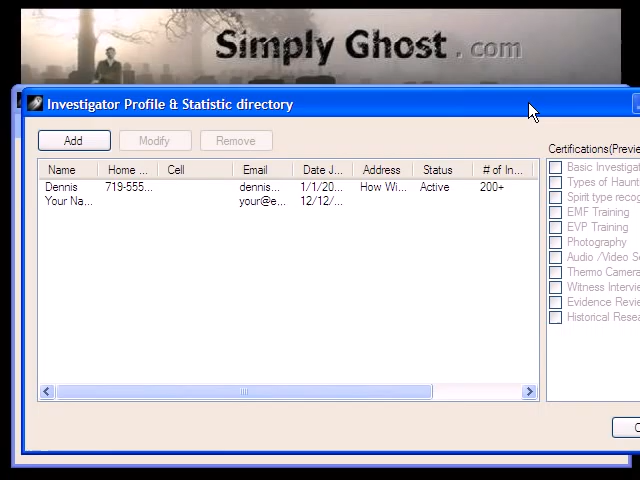 Simply Ghost . com
Investigator Profile & Statistic directory
Add Modify Remove
Certifications(Previe
Name Home ... Cell Email Date J... Address Status # of In...
Dennis 719-555... dennis... 1/1/20... How Wi... Active 200+
Your Na... your@e... 12/12/...
Basic Investigat
Types of Haunt
Spirit type recog
EMF Training
EVP Training
Photography
Audio /Video Se
Thermo Camera
Witness Intervie
Evidence Revie
Historical Resea